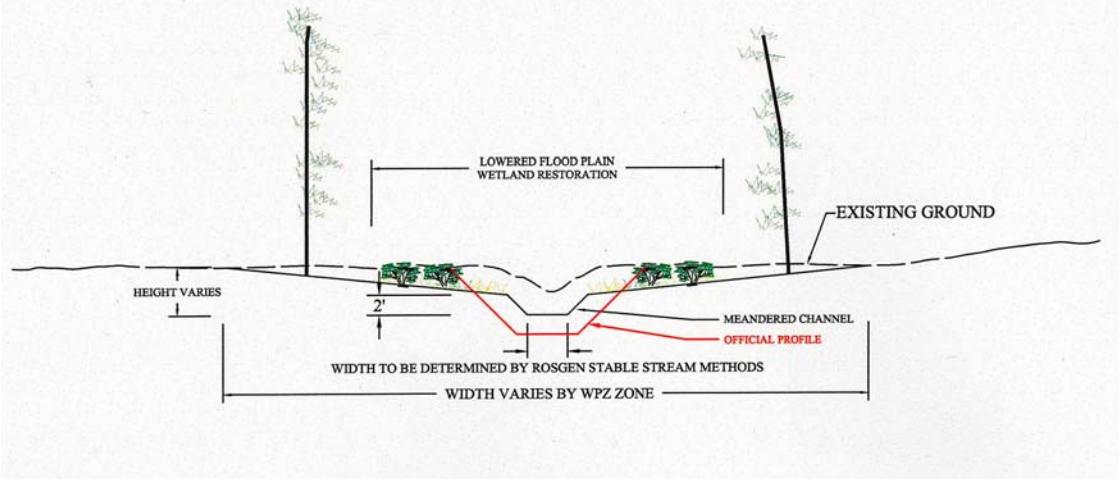 LOWERED FLOOD PLAIN
WETLAND RESTORATION
EXISTING GROUND
HEIGHT VARIES
2'
MEANDERED CHANNEL
OFFICIAL PROFILE
WIDTH TO BE DETERMINED BY ROSGEN STABLE STREAM METHODS
WIDTH VARIES BY WPZ ZONE